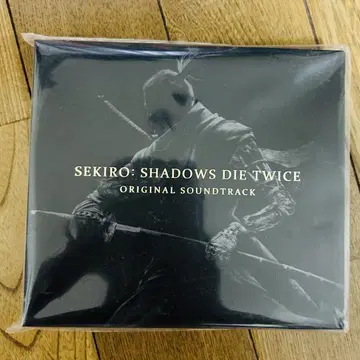 SEKIRO: SHADOWS DIE TWICE
ORIGINAL SOUNDTRACK